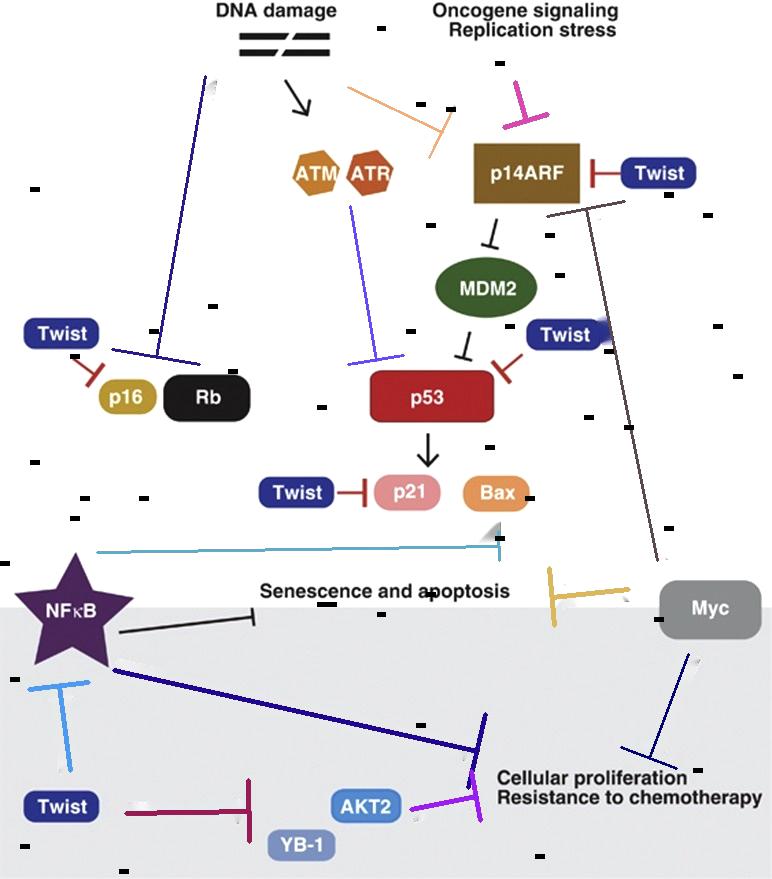 DNA damage
Oncogene signaling
Replication stress
ATM
ATR
p14ARF
Twist
MDM2
Twist
Twist
p16
Rb
p53
Twist
p21
Bax
NFκB
Senescence and apoptosis
Myc
Cellular proliferation
Resistance to chemotherapy
Twist
AKT2
YB-1